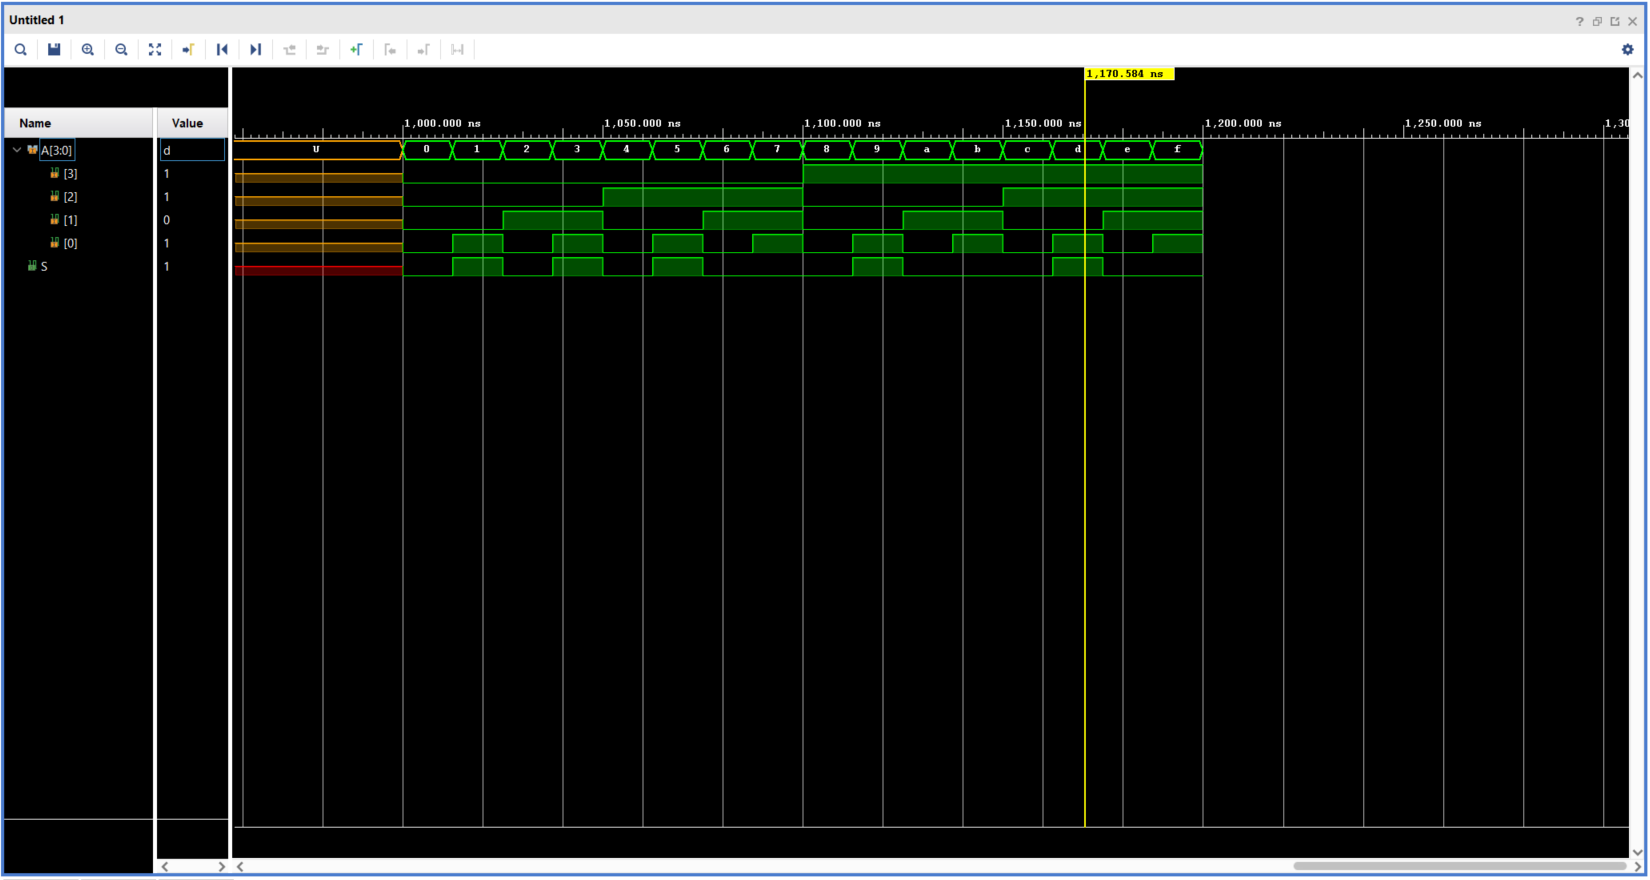 Untitled 1
1,170.584 ns
Name
Value
1,000.000 ns 1,050.000 ns 1,100.000 ns 1,150.000 ns 1,200.000 ns 1,250.000 ns 1,30
A[3:0] d U 0 1 2 3 4 5 6 7 8 9 a b c d e f
[3] 1
[2] 1
[1] 0
[0] 1
S 1